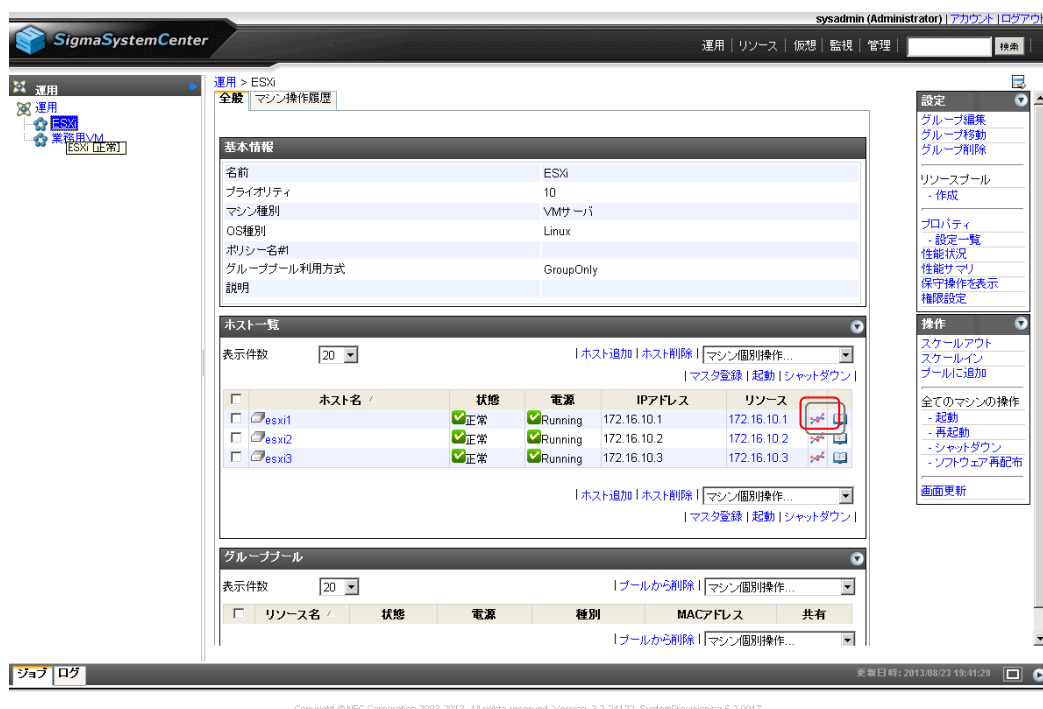 sysadmin (Administrator) | アカウント | ログアウト
SigmaSystemCenter
運用 | リソース | 仮想 | 監視 | 管理 | 検索
運用
運用
ESXi
業務用VM
ESXi [正常]
運用 > ESXi
全般 マシン操作履歴
基本情報
名前 ESXi
プライオリティ 10
マシン種別 VMサーバ
OS種別 Linux
ポリシー名#1
グループプール利用方式 GroupOnly
説明
ホスト一覧
表示件数 20 | ホスト追加 | ホスト削除 | マシン個別操作...
| マスタ登録 | 起動 | シャットダウン |
ホスト名 状態 電源 IPアドレス リソース
esxi1 正常 Running 172.16.10.1 172.16.10.1
esxi2 正常 Running 172.16.10.2 172.16.10.2
esxi3 正常 Running 172.16.10.3 172.16.10.3
| ホスト追加 | ホスト削除 | マシン個別操作...
| マスタ登録 | 起動 | シャットダウン |
グループプール
表示件数 20 | プールから削除 | マシン個別操作...
リソース名 状態 電源 種別 MACアドレス 共有
| プールから削除 | マシン個別操作...
設定
グループ編集
グループ移動
グループ削除
リソースプール
- 作成
プロパティ
- 設定一覧
性能状況
性能サマリ
保守操作を表示
権限設定
操作
スケールアウト
スケールイン
プールに追加
全てのマシンの操作
- 起動
- 再起動
- シャットダウン
- ソフトウェア再配布
画面更新
ジョブ ログ
更新日時 : 2013/08/23 19:41:29